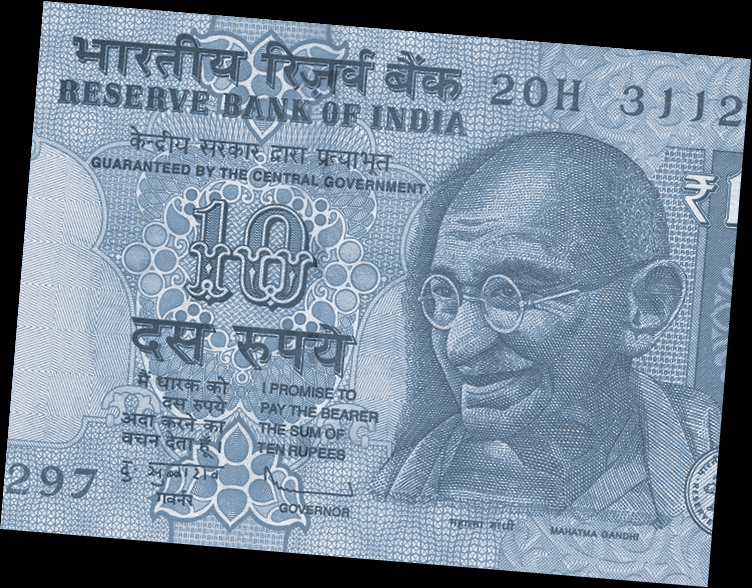 भारतीय रिज़र्व बैंक
RESERVE BANK OF INDIA
20H 3112
केन्द्रीय सरकार द्वारा प्रत्याभूत
GUARANTEED BY THE CENTRAL GOVERNMENT
₹1
10
दस रुपये
मैं धारक को
दस रुपये
अदा करने का
वचन देता हूँ।
I PROMISE TO
PAY THE BEARER
THE SUM OF
TEN RUPEES
297
गवर्नर
GOVERNOR
महात्मा गांधी
MAHATMA GANDHI